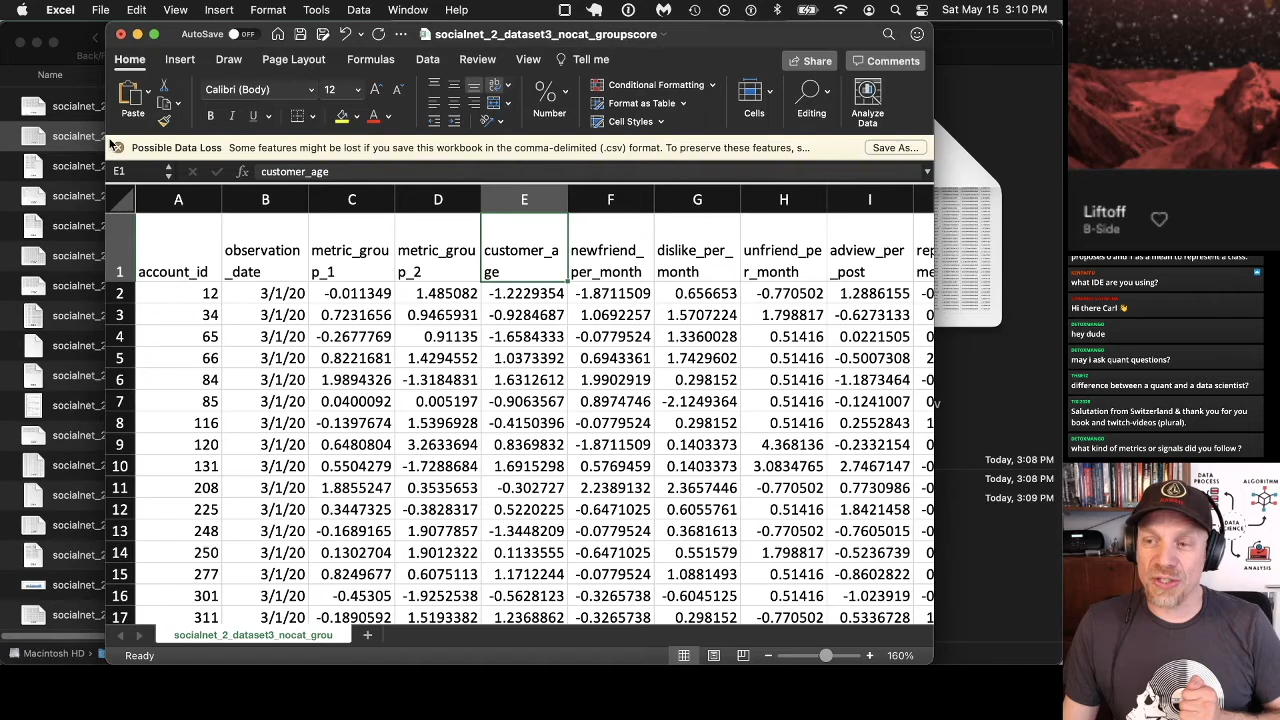 Excel File Edit View Insert Format Tools Data Window Help Sat May 15 3:10 PM
AutoSave OFF socialnet_2_dataset3_nocat_groupscore
Home Insert Draw Page Layout Formulas Data Review View Tell me Share Comments
Paste Calibri (Body) 12 Number Conditional Formatting Format as Table Cell Styles Cells Editing Analyze Data
Possible Data Loss Some features might be lost if you save this workbook in the comma-delimited (.csv) format. To preserve these features, s... Save As...
E1 customer_age
A B C D E F G H
1 account_id metric_group_1 metric_group_2 newfriend_per_month unfriend_per_month adview_per_post
2 12 3/1/20 0.011349 1.485082 -1.8711509 -0.770502
3 34 3/1/20 0.9465931 1.0692257 1.5707224 1.798817 -0.6273133
4 65 3/1/20 -0.2677769 0.91135 -1.6584333 -0.0779524 1.3360028 0.51416 0.0221505
5 66 3/1/20 1.4294552 1.0373392 0.6943361 1.7429602 0.51416 -0.5007308
6 84 3/1/20 1.9894326 -1.3184831 1.6312622 1.9902919 0.298152 0.51416 -1.1873464
7 85 3/1/20 0.0400092 0.005197 -0.9063567 0.8974746 -2.1249364 0.51416 -0.1241007
8 116 3/1/20 -0.1397674 1.5396928 -0.4150396 -0.0779524 0.298152 0.51416 0.2552843
9 120 3/1/20 0.6480204 3.2633694 0.8369832 -1.8711509 0.1403373 4.368136 -0.2332154
10 131 3/1/20 0.5504279 -1.7288684 1.6915298 0.5769459 0.1403373 3.0834765 2.7467147
11 208 3/1/20 1.8855247 0.3535653 -0.302727 2.2389132 2.3657446 -0.770502 0.7730986
12 225 3/1/20 0.3447325 -0.3828317 0.5220225 -0.6471025 0.6055761 0.51416 1.8421458
13 248 3/1/20 -0.1689165 1.9077857 -1.3448209 -0.0779524 0.3681613 -0.770502 -0.7605015
14 250 3/1/20 0.1302704 1.9012322 0.1133555 -0.6471025 0.551579 1.798817 -0.5236739
15 277 3/1/20 0.8249677 0.6075113 1.1712244 -0.0779524 1.0881493 0.51416 -0.8602822
16 301 3/1/20 -0.45305 -1.9252538 -0.5628123 -0.3265738 -0.6045125 0.51416 -1.023919
17 311 3/1/20 -0.1890592 1.5193382 1.2368862 -0.3265738 0.298152 -0.770502 0.5336728
socialnet_2_dataset3_nocat_grou
Ready 160%
Name
Macintosh HD
Today, 3:08 PM
Today, 3:08 PM
Today, 3:09 PM
Liftoff
B-Side
proposes 0 and 1 as a mean to represent a class.
what IDE are you using?
Hi there Carl 👋
DETOXMANGO
hey dude
DETOXMANGO
may i ask quant questions?
difference between a quant and a data scientist?
Salutation from Switzerland & thank you for you
book and twitch-videos (plural).
DETOXMANGO
what kind of metrics or signals did you follow ?
DATA
PROCESS
ALGORITHM
DATA
SCIENCE
ANALYSIS